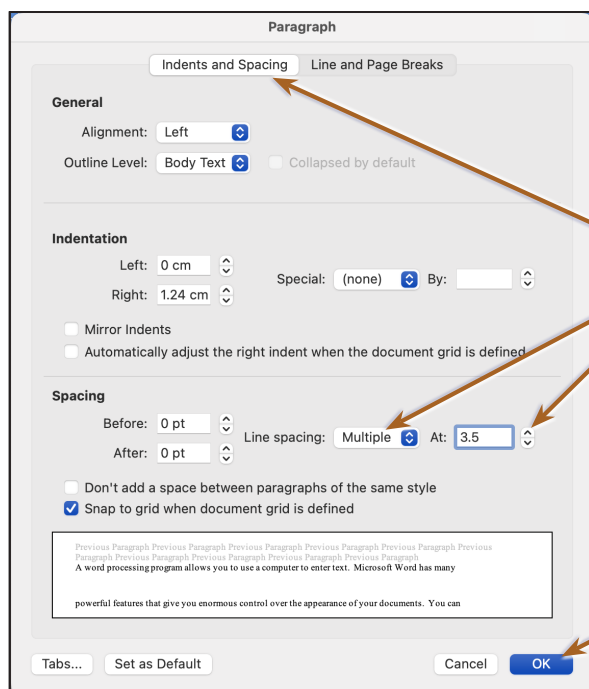 Paragraph
Indents and Spacing Line and Page Breaks
General
Alignment: Left
Outline Level: Body Text Collapsed by default
Indentation
Left: 0 cm
Special: (none) By:
Right: 1.24 cm
Mirror Indents
Automatically adjust the right indent when the document grid is defined
Spacing
Before: 0 pt
Line spacing: Multiple At: 3.5
After: 0 pt
Don't add a space between paragraphs of the same style
Snap to grid when document grid is defined
Previous Paragraph Previous Paragraph Previous Paragraph Previous Paragraph Previous Paragraph Previous
Paragraph Previous Paragraph Previous Paragraph Previous Paragraph Previous Paragraph
A word processing program allows you to use a computer to enter text. Microsoft Word has many
powerful features that give you enormous control over the appearance of your documents. You can
Tabs... Set as Default Cancel OK